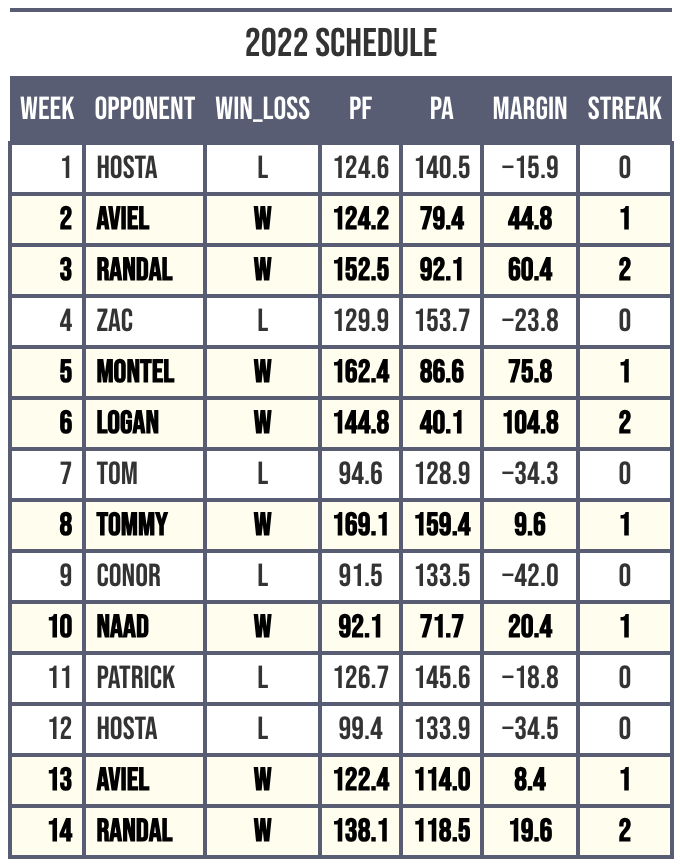 2022 SCHEDULE
WEEK OPPONENT WIN_LOSS PF PA MARGIN STREAK
1 HOSTA L 124.6 140.5 −15.9 0
2 AVIEL W 124.2 79.4 44.8 1
3 RANDAL W 152.5 92.1 60.4 2
4 ZAC L 129.9 153.7 −23.8 0
5 MONTEL W 162.4 86.6 75.8 1
6 LOGAN W 144.8 40.1 104.8 2
7 TOM L 94.6 128.9 −34.3 0
8 TOMMY W 169.1 159.4 9.6 1
9 CONOR L 91.5 133.5 −42.0 0
10 NAAD W 92.1 71.7 20.4 1
11 PATRICK L 126.7 145.6 −18.8 0
12 HOSTA L 99.4 133.9 −34.5 0
13 AVIEL W 122.4 114.0 8.4 1
14 RANDAL W 138.1 118.5 19.6 2